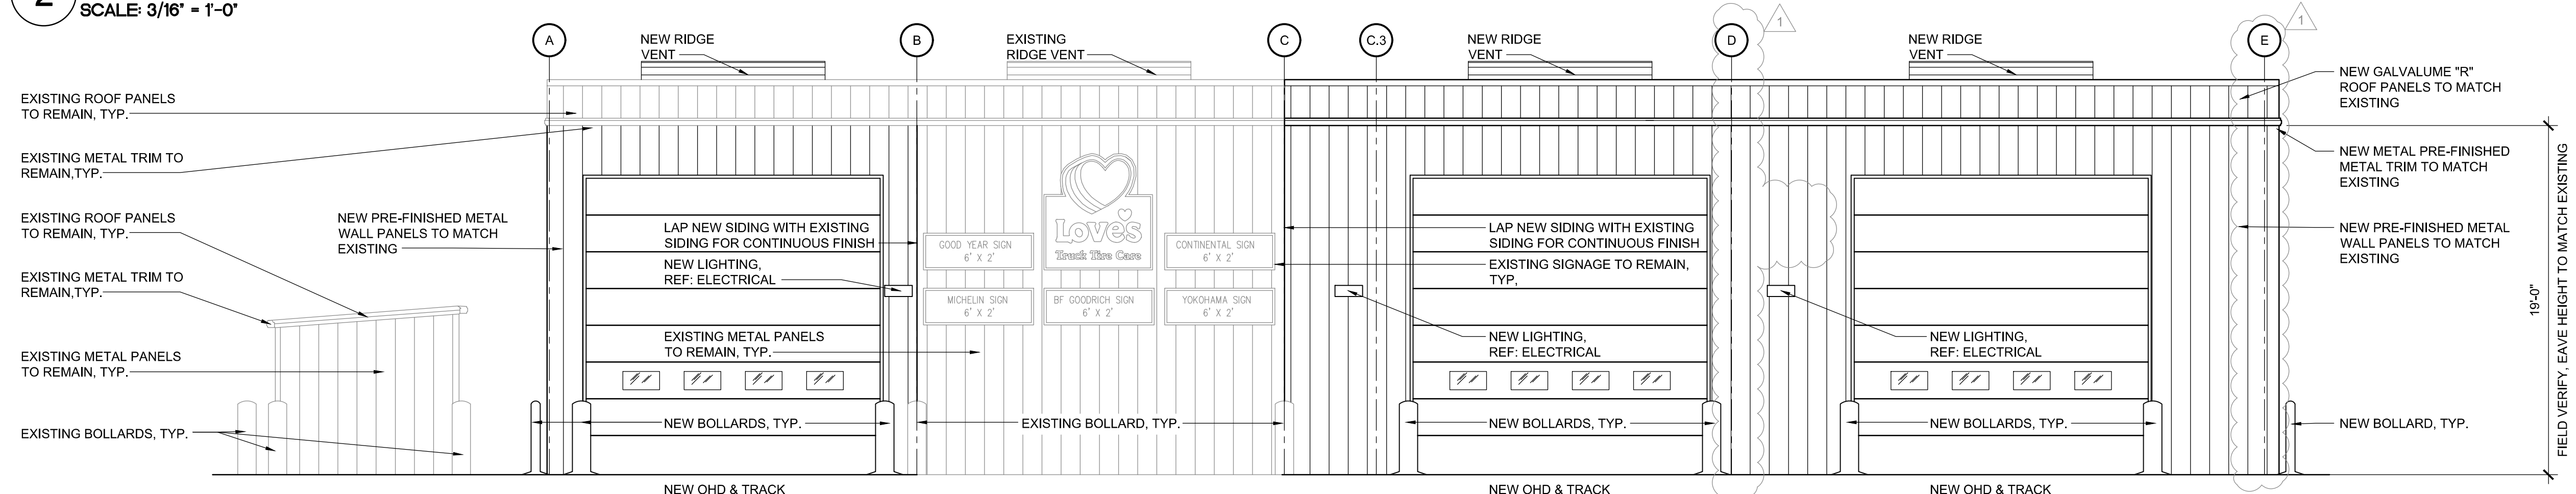 2
SCALE: 3/16" = 1'-0"
A
B
C
C.3
D
E
1
1
NEW RIDGE
VENT
EXISTING
RIDGE VENT
NEW RIDGE
VENT
NEW RIDGE
VENT
EXISTING ROOF PANELS
TO REMAIN, TYP.
EXISTING METAL TRIM TO
REMAIN,TYP.
EXISTING ROOF PANELS
TO REMAIN, TYP.
EXISTING METAL TRIM TO
REMAIN,TYP.
EXISTING METAL PANELS
TO REMAIN, TYP.
EXISTING BOLLARDS, TYP.
NEW PRE-FINISHED METAL
WALL PANELS TO MATCH
EXISTING
LAP NEW SIDING WITH EXISTING
SIDING FOR CONTINUOUS FINISH
NEW LIGHTING,
REF: ELECTRICAL
EXISTING METAL PANELS
TO REMAIN, TYP.
NEW BOLLARDS, TYP.
NEW OHD & TRACK
Love's
Truck Tire Care
GOOD YEAR SIGN
6' X 2'
CONTINENTAL SIGN
6' X 2'
MICHELIN SIGN
6' X 2'
BF GOODRICH SIGN
6' X 2'
YOKOHAMA SIGN
6' X 2'
EXISTING BOLLARD, TYP.
LAP NEW SIDING WITH EXISTING
SIDING FOR CONTINUOUS FINISH
EXISTING SIGNAGE TO REMAIN,
TYP,
NEW LIGHTING,
REF: ELECTRICAL
NEW BOLLARDS, TYP.
NEW OHD & TRACK
NEW LIGHTING,
REF: ELECTRICAL
NEW BOLLARDS, TYP.
NEW OHD & TRACK
NEW GALVALUME "R"
ROOF PANELS TO MATCH
EXISTING
NEW METAL PRE-FINISHED
METAL TRIM TO MATCH
EXISTING
NEW PRE-FINISHED METAL
WALL PANELS TO MATCH
EXISTING
NEW BOLLARD, TYP.
19'-0"
FIELD VERIFY, EAVE HEIGHT TO MATCH EXISTING